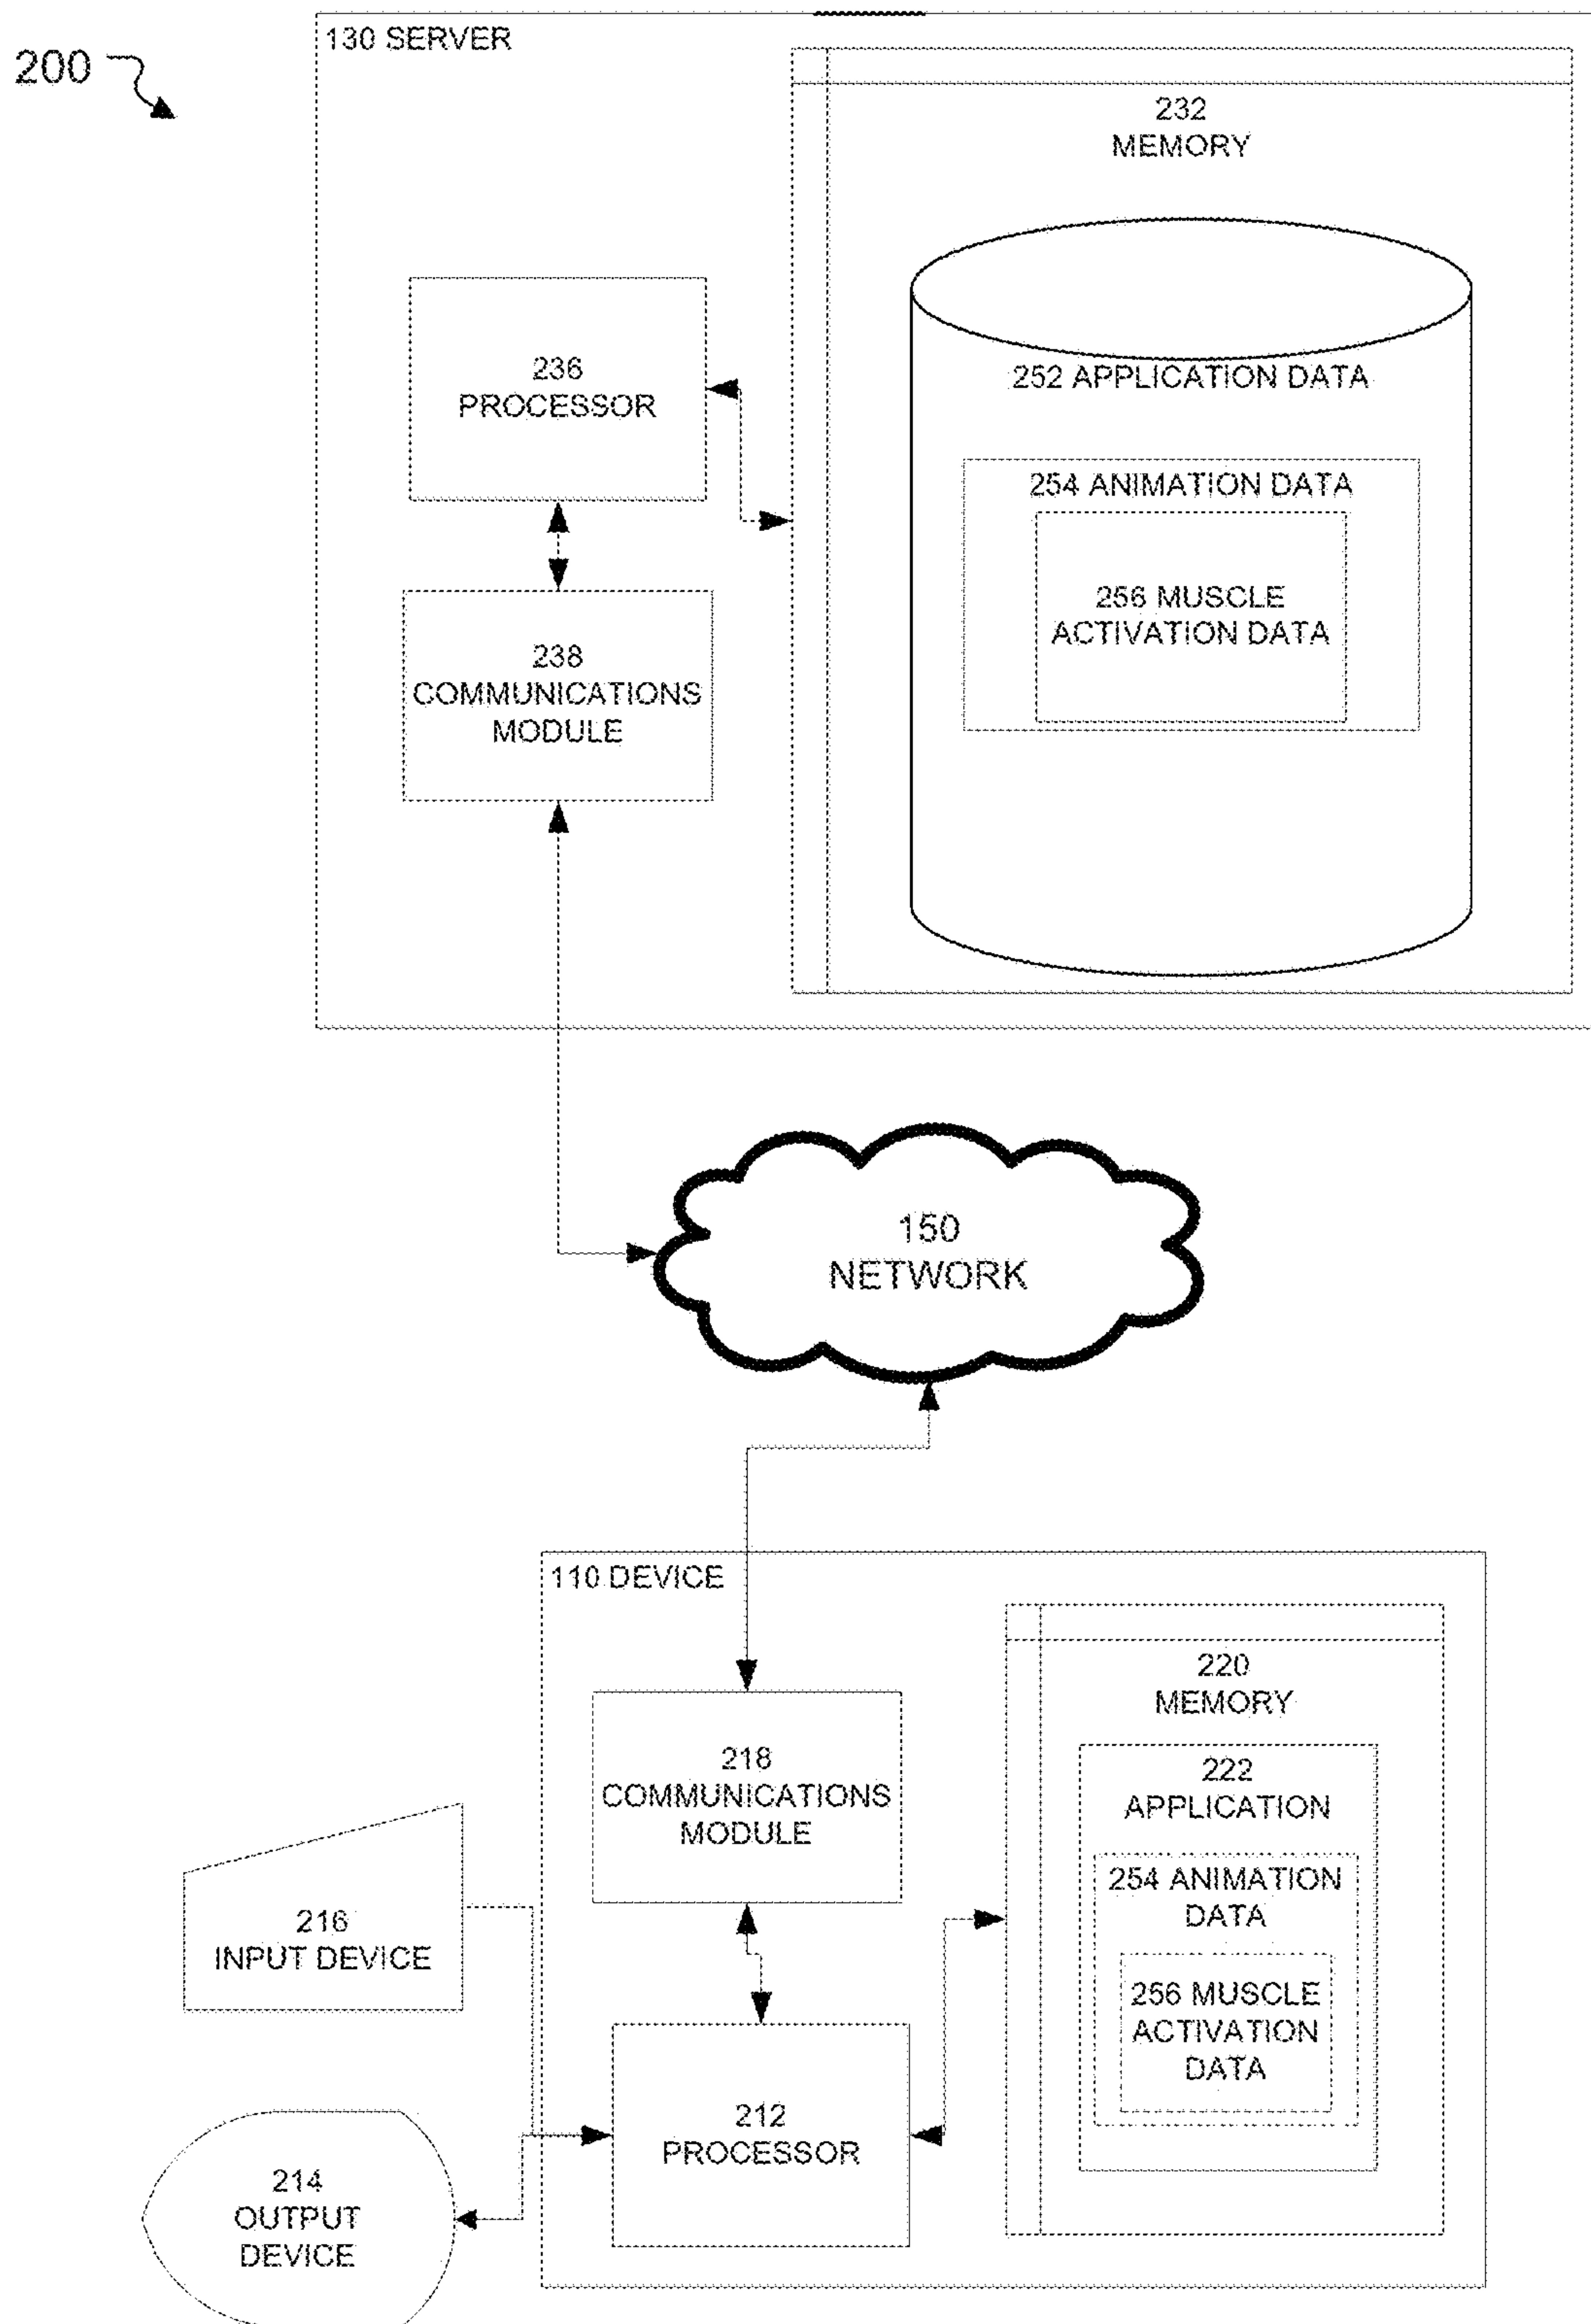 200
130 SERVER
232
MEMORY
236
PROCESSOR
252 APPLICATION DATA
254 ANIMATION DATA
256 MUSCLE
ACTIVATION DATA
238
COMMUNICATIONS
MODULE
150
NETWORK
110 DEVICE
220
MEMORY
218
COMMUNICATIONS
MODULE
222
APPLICATION
254 ANIMATION
DATA
256 MUSCLE
ACTIVATION
DATA
216
INPUT DEVICE
212
PROCESSOR
214
OUTPUT
DEVICE